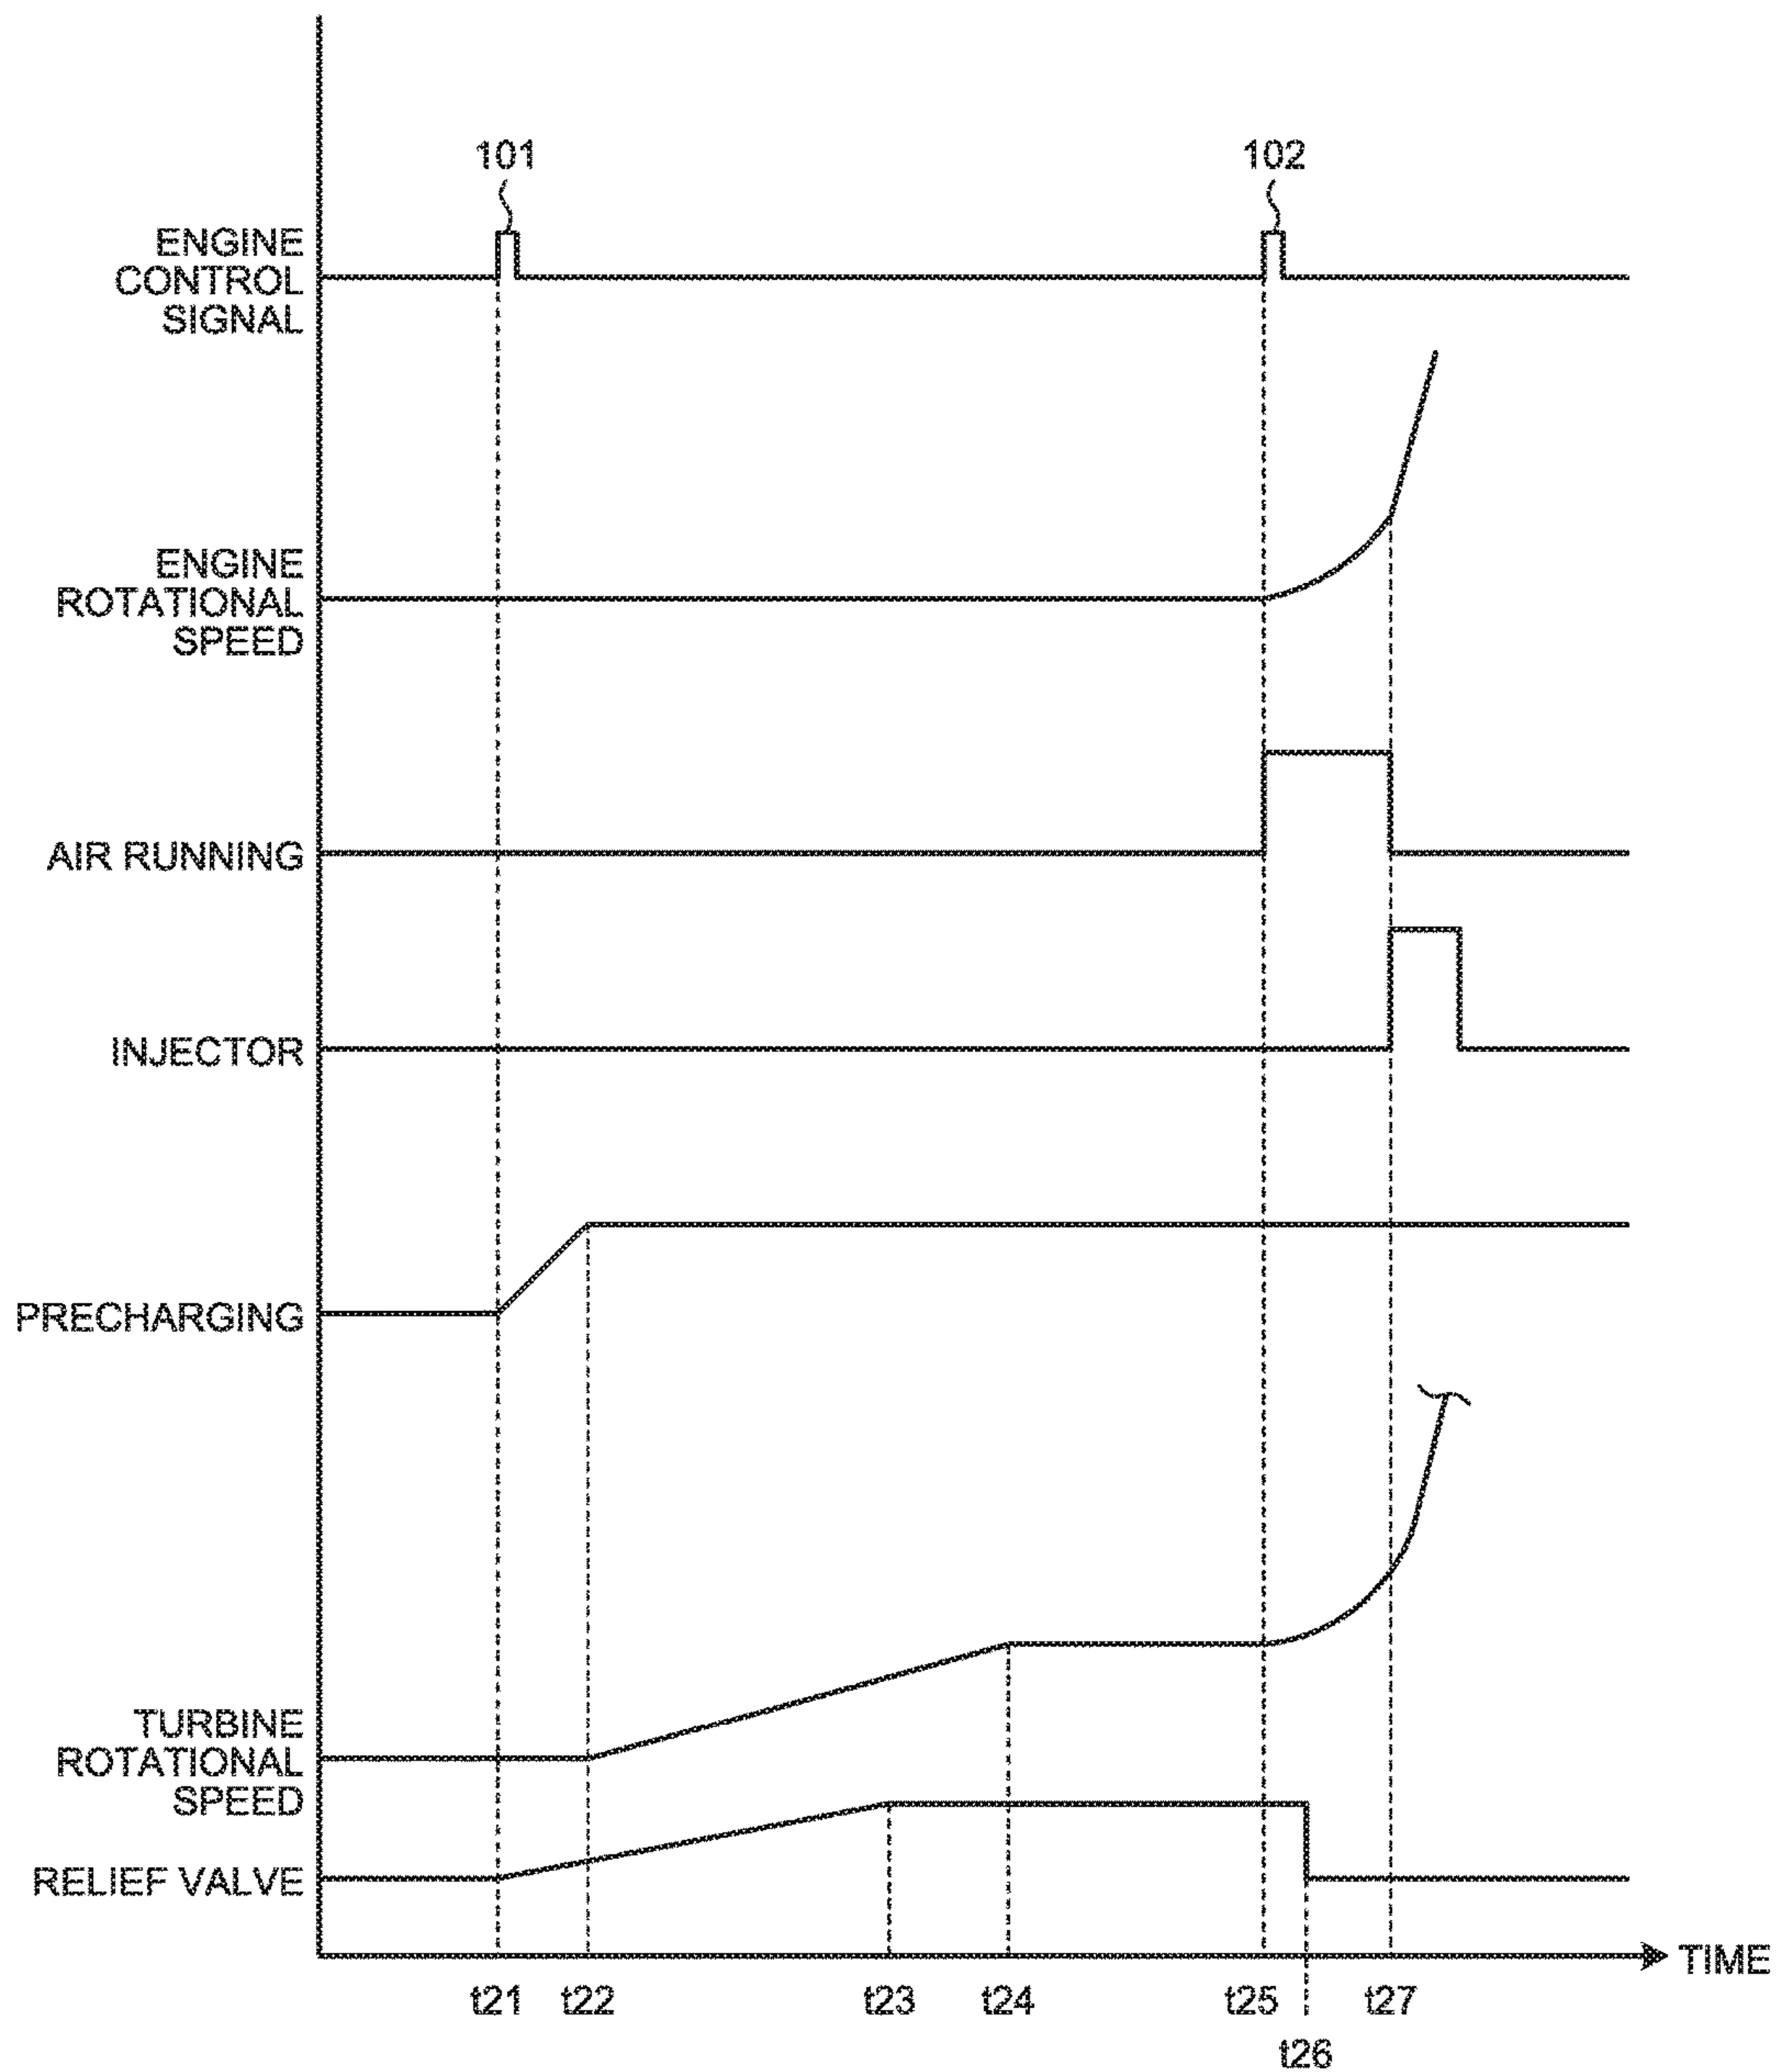 101
102
ENGINE
CONTROL
SIGNAL
ENGINE
ROTATIONAL
SPEED
AIR RUNNING
INJECTOR
PRECHARGING
TURBINE
ROTATIONAL
SPEED
RELIEF VALVE
TIME
t21 t22 t23 t24 t25 t27
t26